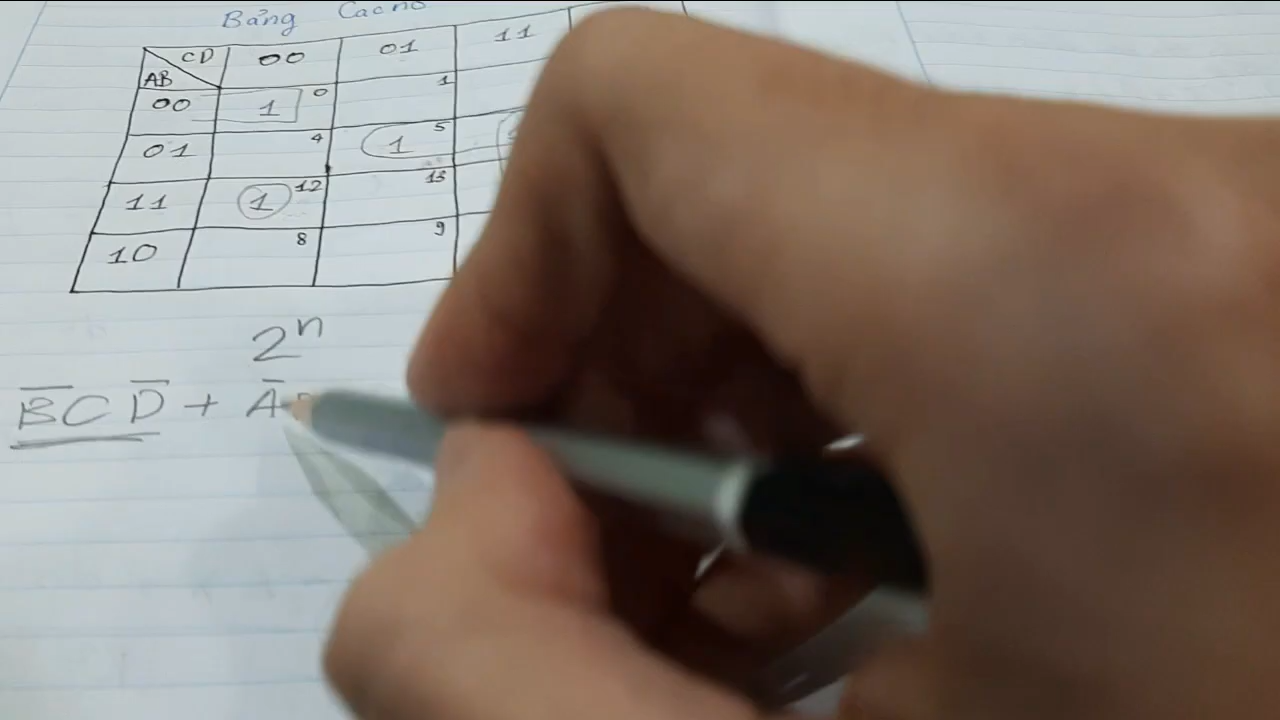 Bảng Cacno
CD 00 01 11
AB
00 1 0 1
01 4 1 5
11 1 12 13
10 8 9
2ⁿ
B̅CD̅ + A̅